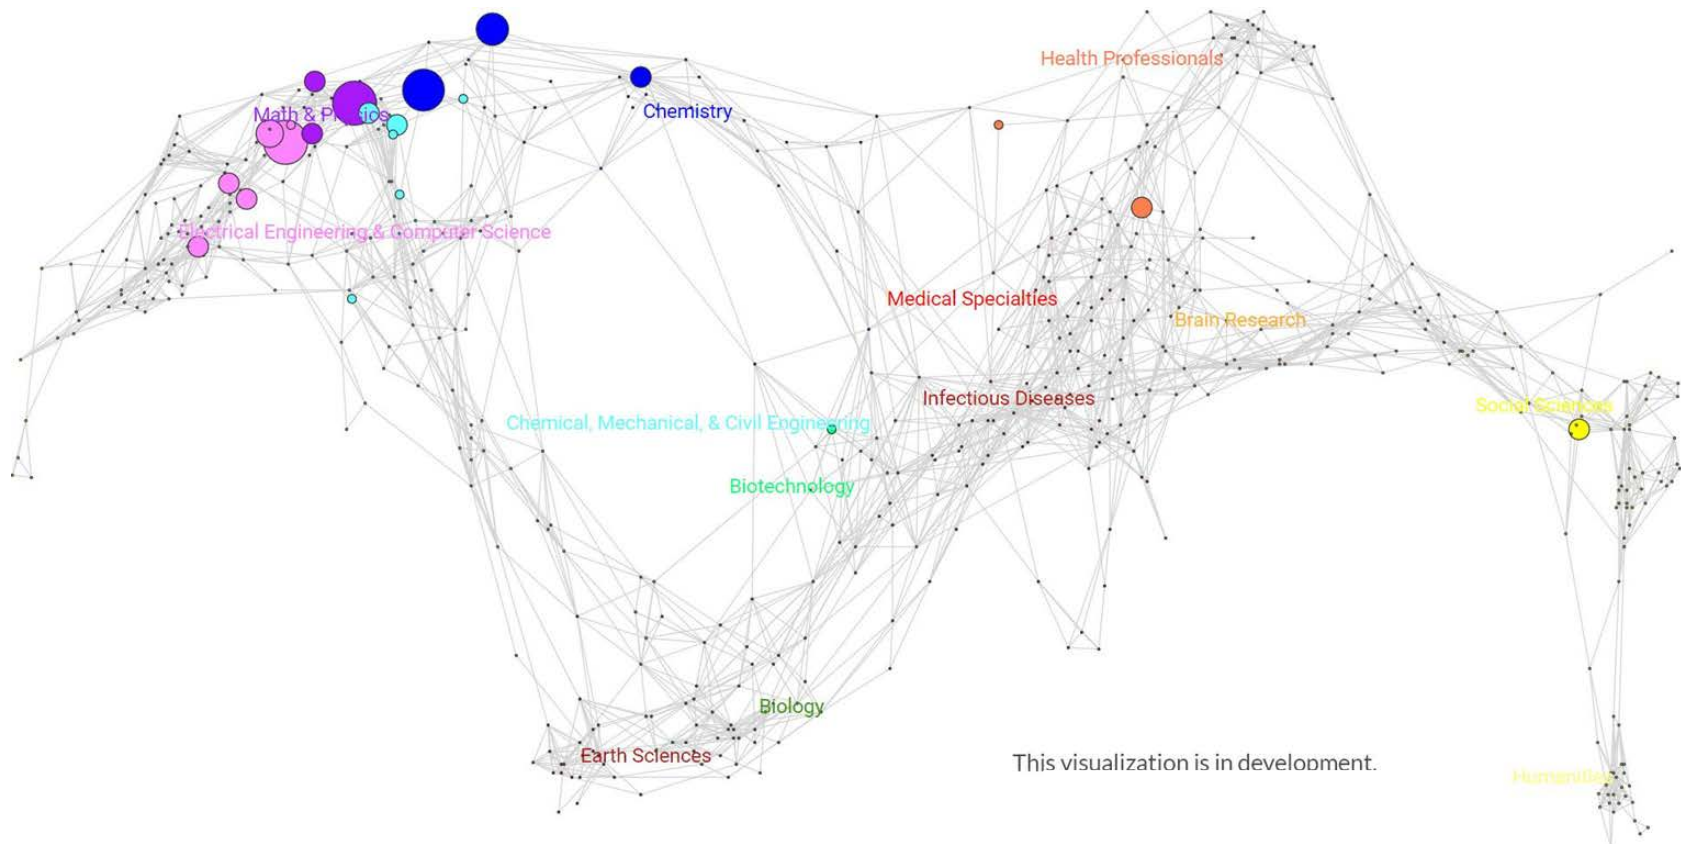 Health Professionals
Math & Physics
Chemistry
Electrical Engineering & Computer Science
Medical Specialties
Brain Research
Infectious Diseases
Social Sciences
Chemical, Mechanical, & Civil Engineering
Biotechnology
Biology
Earth Sciences
This visualization is in development.
Humanities